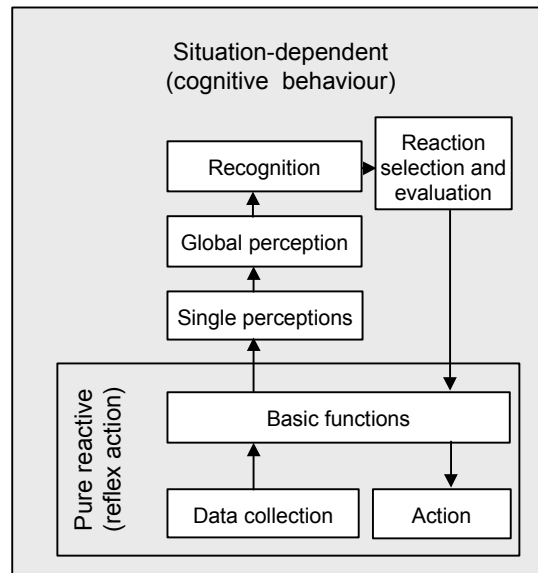 Situation-dependent
(cognitive behaviour)
Reaction
selection and
evaluation
Recognition
Global perception
Single perceptions
Pure reactive
(reflex action)
Basic functions
Data collection
Action